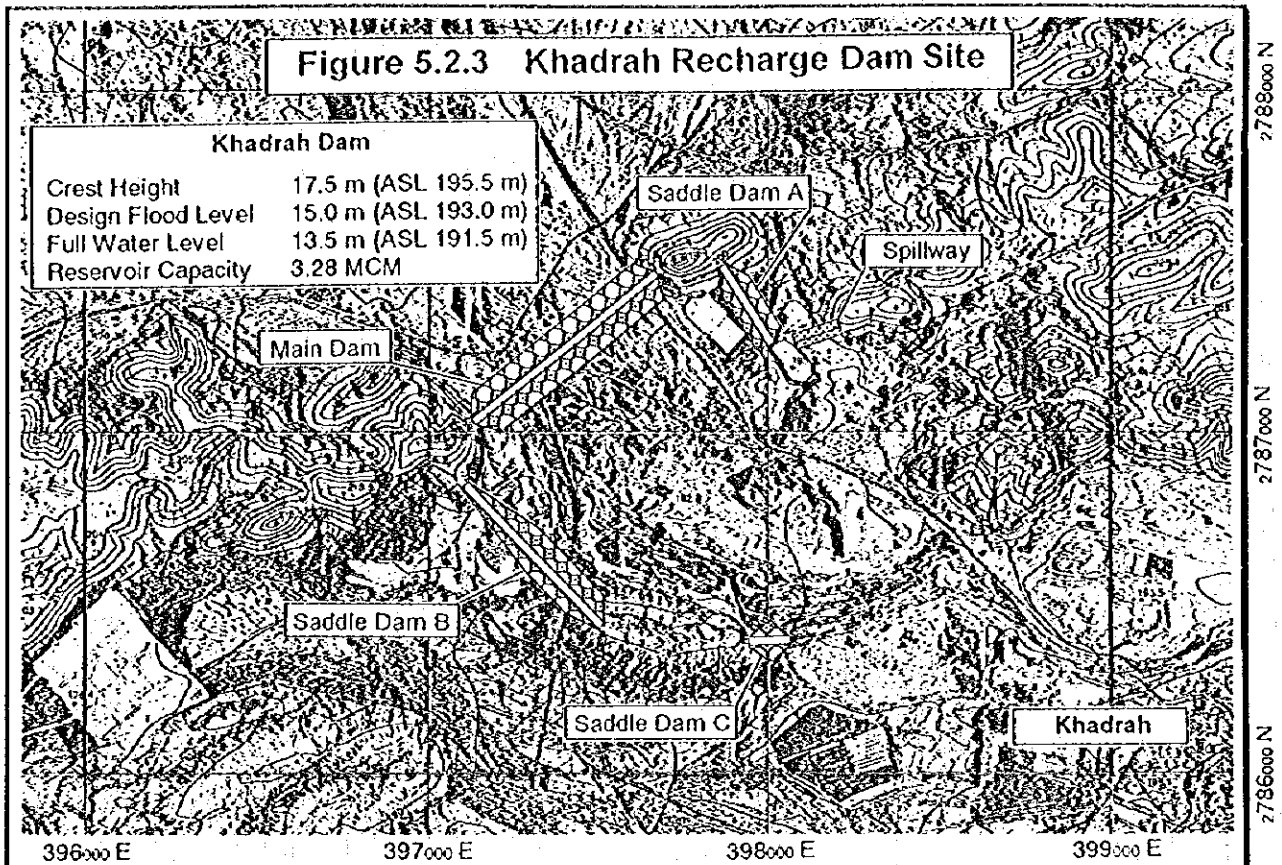 Figure 5.2.3 Khadrah Recharge Dam Site
Khadrah Dam
Crest Height 17.5 m (ASL 195.5 m)
Design Flood Level 15.0 m (ASL 193.0 m)
Full Water Level 13.5 m (ASL 191.5 m)
Reservoir Capacity 3.28 MCM
Saddle Dam A
Spillway
Main Dam
Saddle Dam B
Saddle Dam C
Khadrah
2788000 N
2787000 N
2786000 N
396000 E
397000 E
398000 E
399000 E